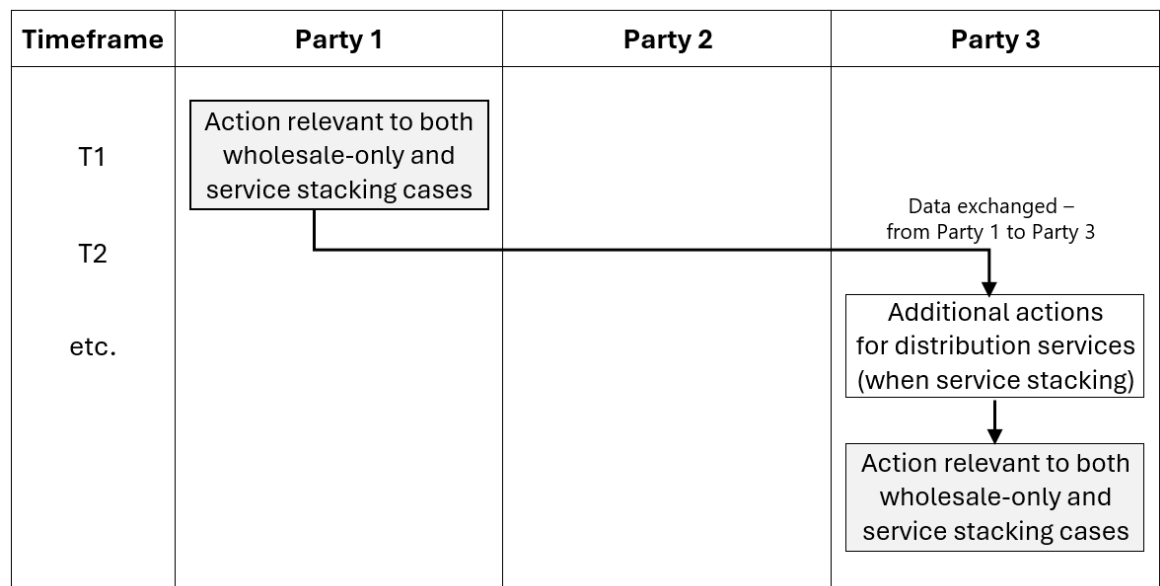 Timeframe
Party 1
Party 2
Party 3
T1
Action relevant to both
wholesale-only and
service stacking cases
T2
Data exchanged –
from Party 1 to Party 3
etc.
Additional actions
for distribution services
(when service stacking)
Action relevant to both
wholesale-only and
service stacking cases